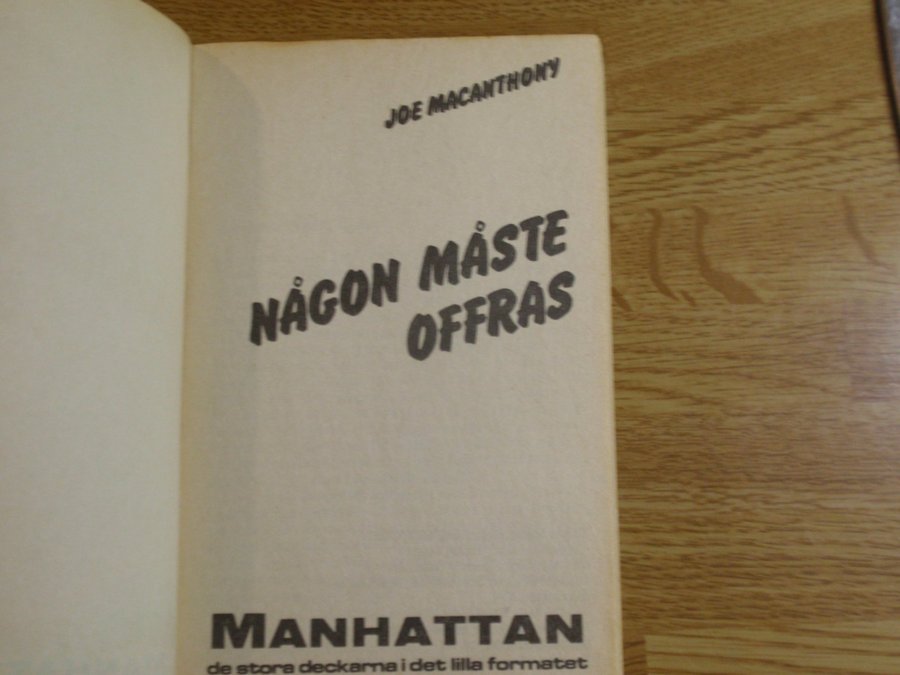 JOE MACANTHONY
NÅGON MÅSTE
OFFRAS
MANHATTAN
de stora deckarna i det lilla formatet